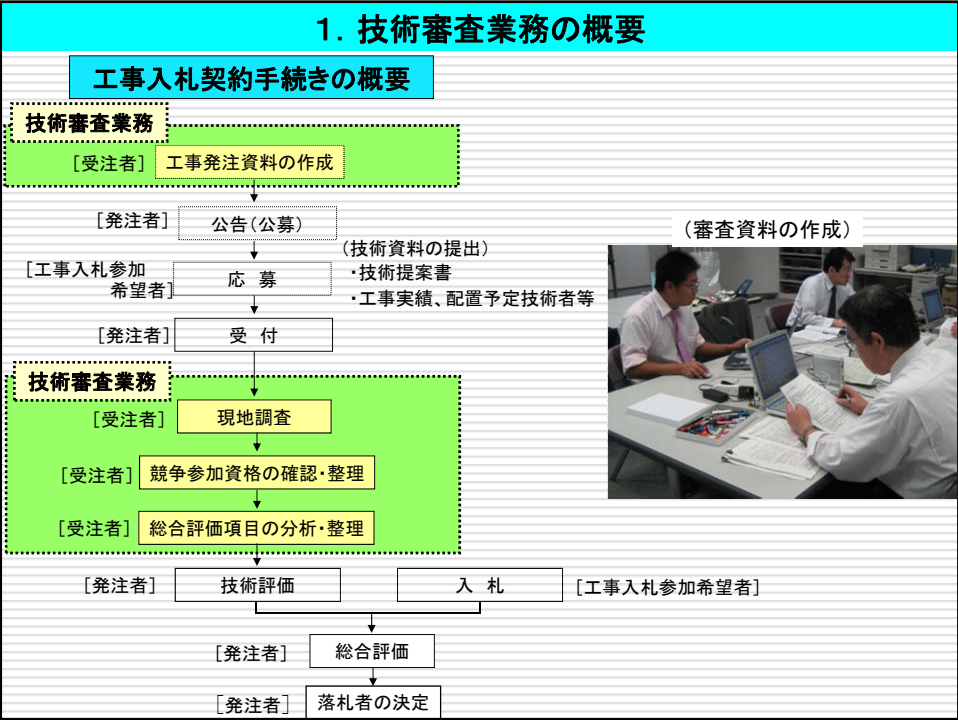 １．技術審査業務の概要
工事入札契約手続きの概要
技術審査業務
［受注者］ 工事発注資料の作成
［発注者］ 公告（公募）
（技術資料の提出）
［工事入札参加
希望者］
応　募
・技術提案書
・工事実績、配置予定技術者等
［発注者］ 受　付
技術審査業務
［受注者］ 現地調査
［受注者］ 競争参加資格の確認・整理
［受注者］ 総合評価項目の分析・整理
［発注者］ 技術評価
入　札 ［工事入札参加希望者］
［発注者］ 総合評価
［発注者］ 落札者の決定
（審査資料の作成）